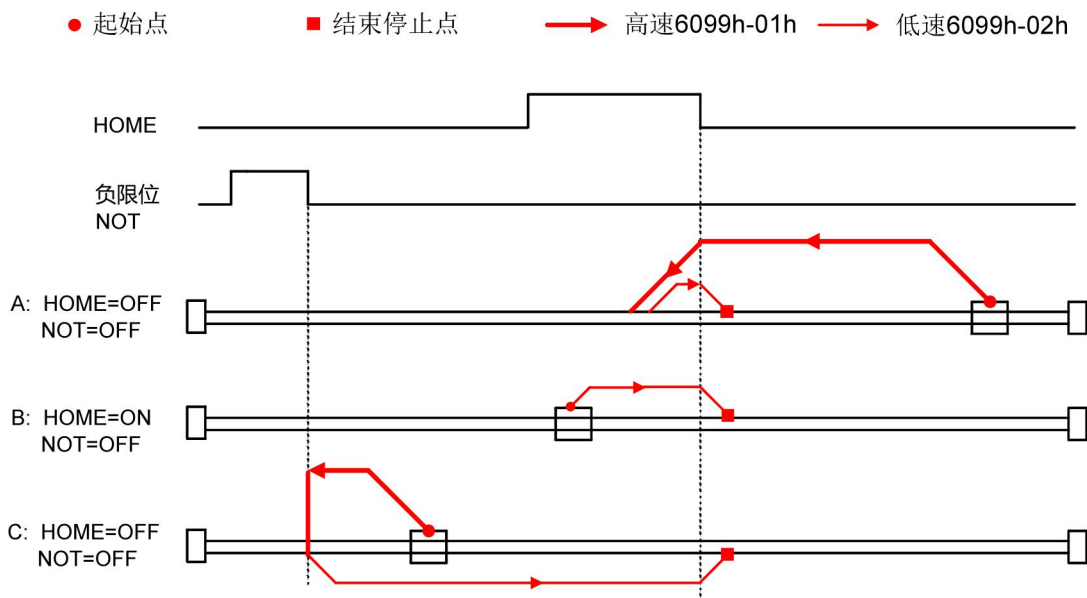 起始点
结束停止点
高速6099h-01h
低速6099h-02h
HOME
负限位
NOT
A: HOME=OFF
NOT=OFF
B: HOME=ON
NOT=OFF
C: HOME=OFF
NOT=OFF